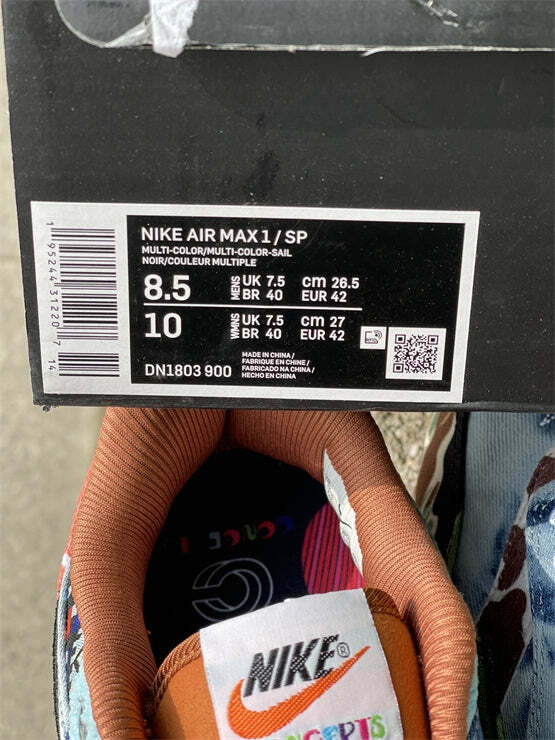 1 95244 31220 7 14
NIKE AIR MAX 1 / SP
MULTI-COLOR/MULTI-COLOR-SAIL
NOIR/COULEUR MULTIPLE
8.5 MENS UK 7.5 cm 26.5
BR 40 EUR 42
10 WMNS UK 7.5 cm 27
BR 40 EUR 42
DN1803 900
MADE IN CHINA /
FABRIQUE EN CHINE /
FABRICADO NA CHINA /
HECHO EN CHINA
NIKE ®